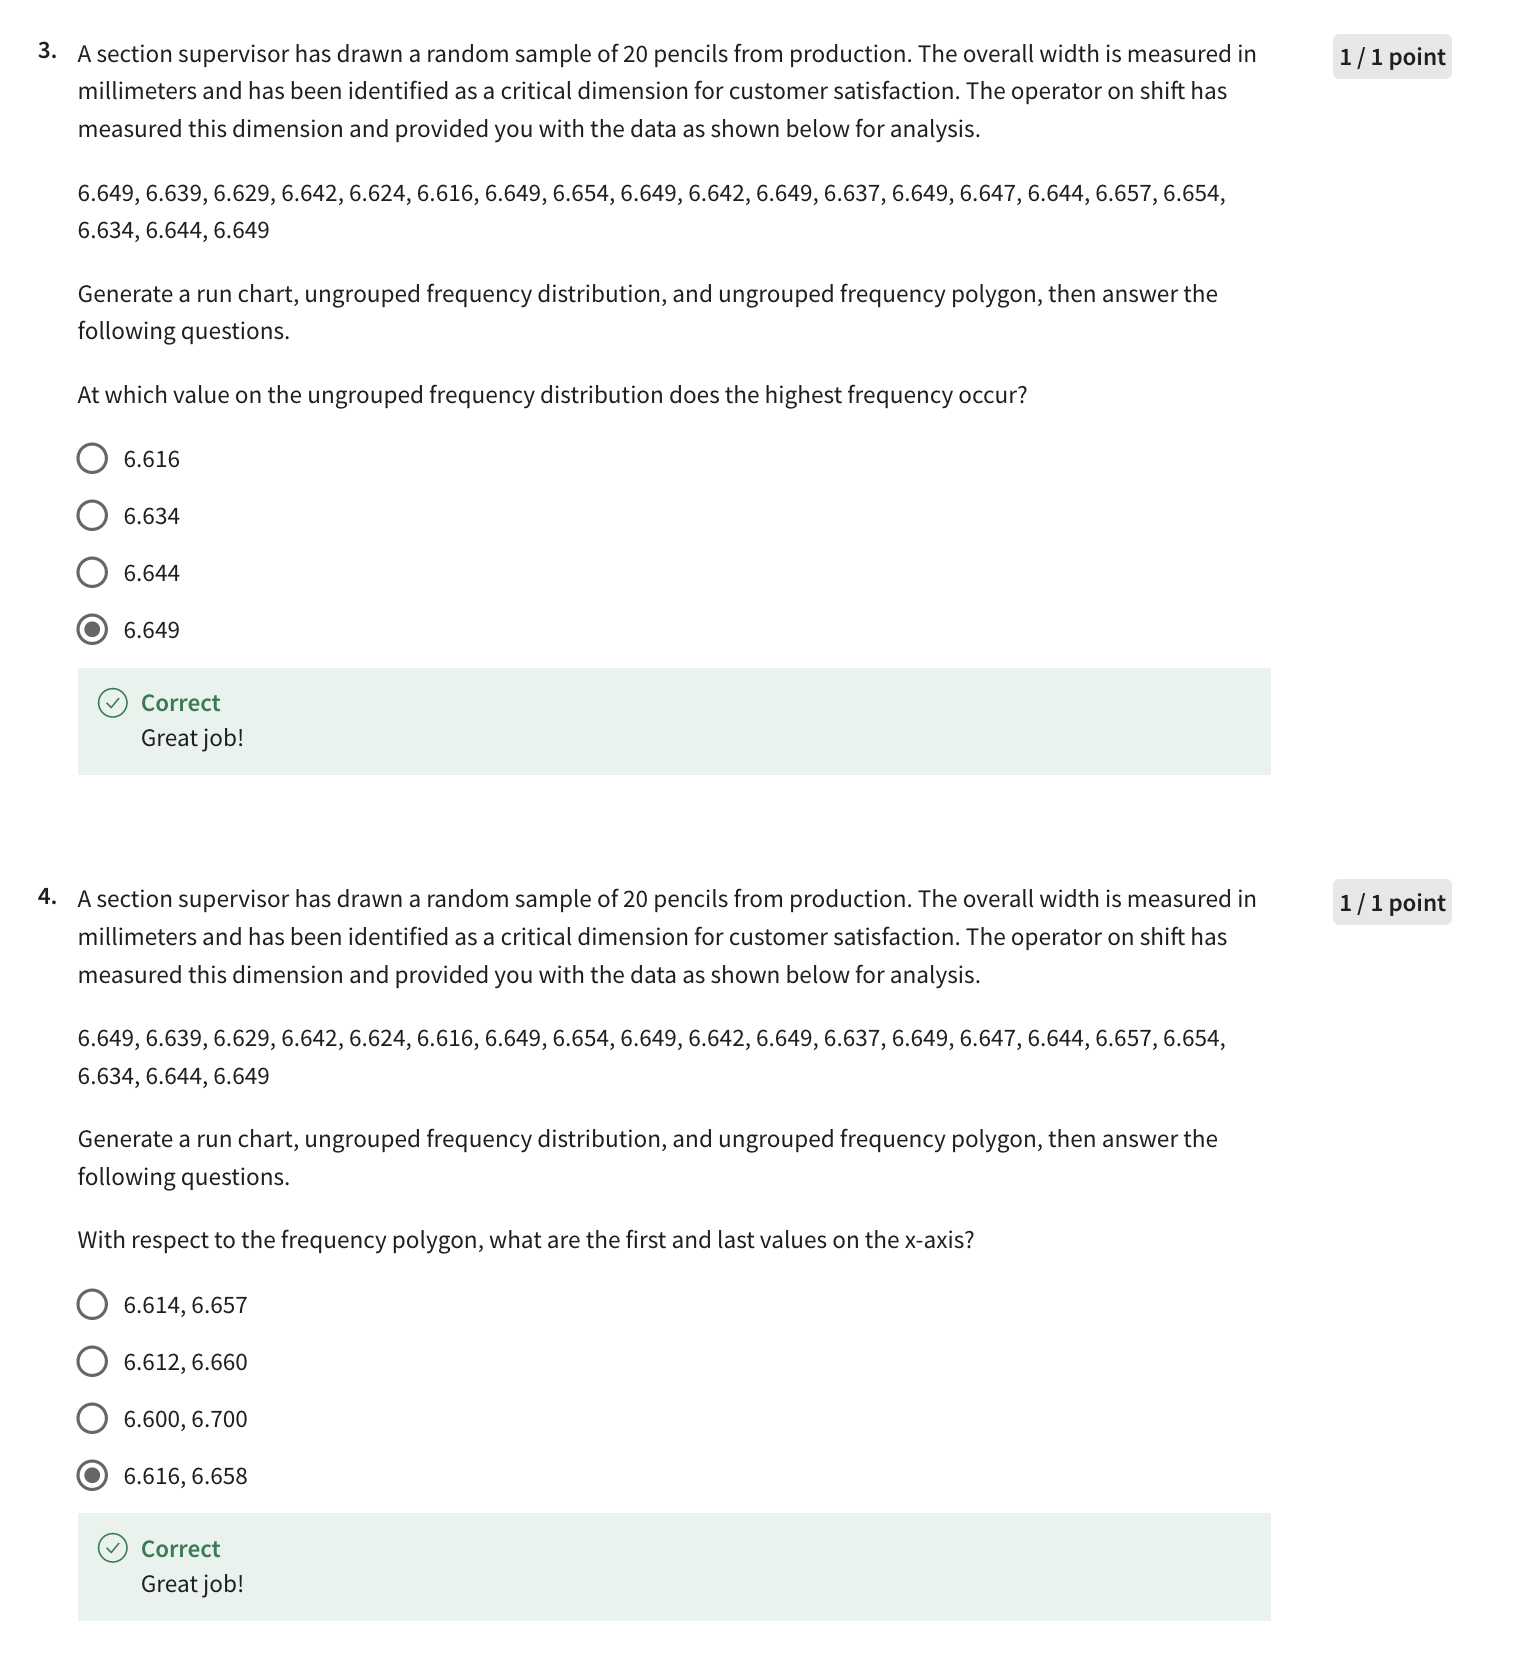 3. A section supervisor has drawn a random sample of 20 pencils from production. The overall width is measured in 1 / 1 point
millimeters and has been identified as a critical dimension for customer satisfaction. The operator on shift has
measured this dimension and provided you with the data as shown below for analysis.
6.649, 6.639, 6.629, 6.642, 6.624, 6.616, 6.649, 6.654, 6.649, 6.642, 6.649, 6.637, 6.649, 6.647, 6.644, 6.657, 6.654,
6.634, 6.644, 6.649
Generate a run chart, ungrouped frequency distribution, and ungrouped frequency polygon, then answer the
following questions.
At which value on the ungrouped frequency distribution does the highest frequency occur?
6.616
6.634
6.644
6.649
Correct
Great job!
4. A section supervisor has drawn a random sample of 20 pencils from production. The overall width is measured in 1 / 1 point
millimeters and has been identified as a critical dimension for customer satisfaction. The operator on shift has
measured this dimension and provided you with the data as shown below for analysis.
6.649, 6.639, 6.629, 6.642, 6.624, 6.616, 6.649, 6.654, 6.649, 6.642, 6.649, 6.637, 6.649, 6.647, 6.644, 6.657, 6.654,
6.634, 6.644, 6.649
Generate a run chart, ungrouped frequency distribution, and ungrouped frequency polygon, then answer the
following questions.
With respect to the frequency polygon, what are the first and last values on the x-axis?
6.614, 6.657
6.612, 6.660
6.600, 6.700
6.616, 6.658
Correct
Great job!